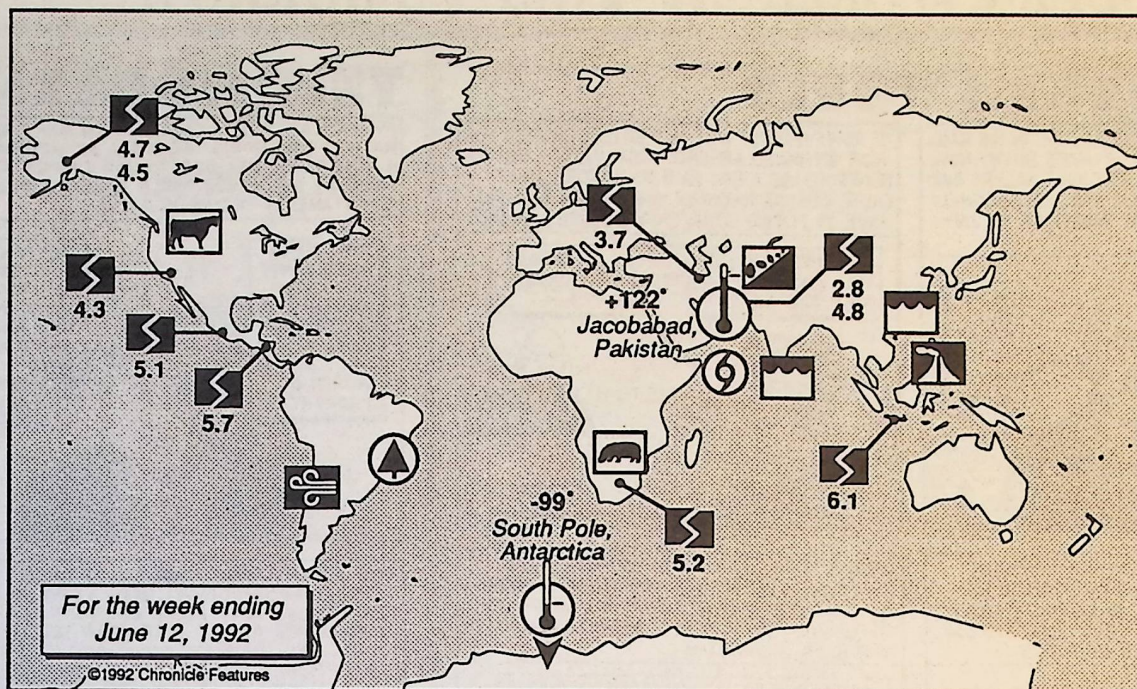 4.7
4.5
4.3
5.1
5.7
3.7
+122°
Jacobabad,
Pakistan
2.8
4.8
6.1
-99°
South Pole,
Antarctica
5.2
For the week ending
June 12, 1992
©1992 Chronicle Features